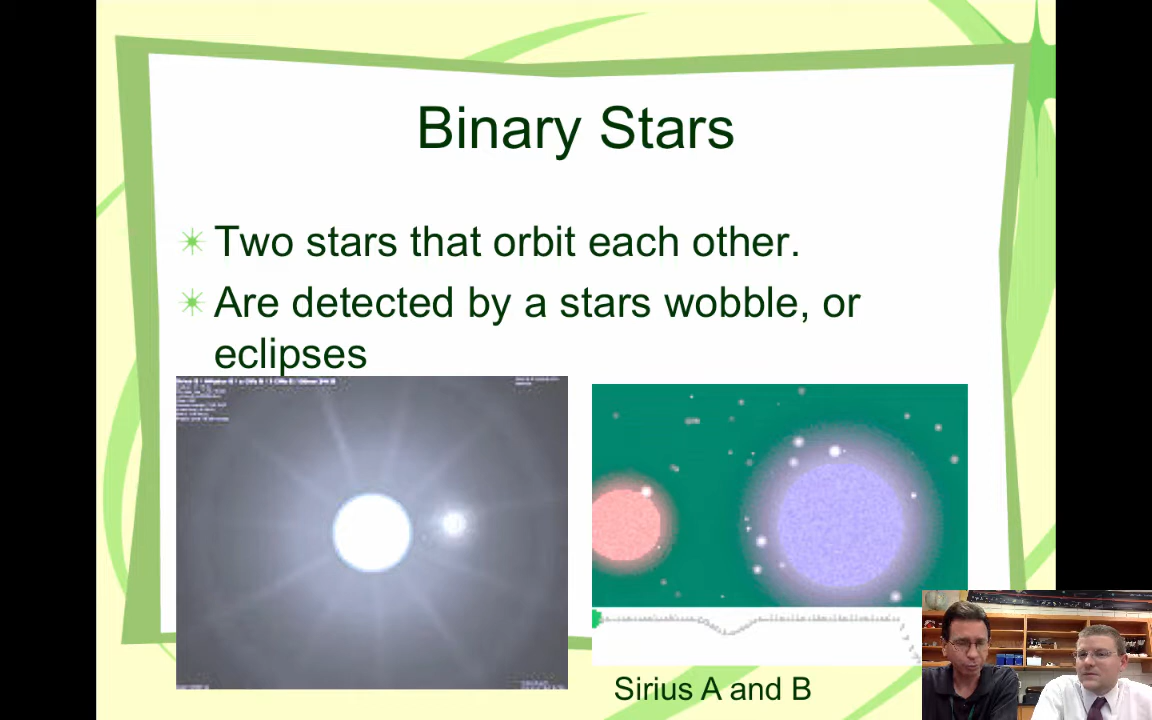 Binary Stars
Two stars that orbit each other.
Are detected by a stars wobble, or
eclipses
Sirius A and B